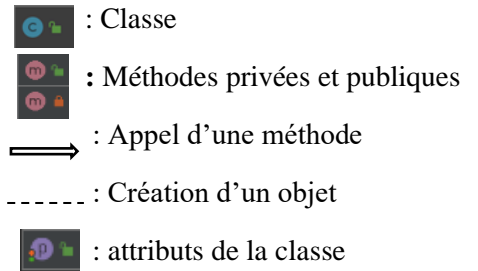 C : Classe
m : Méthodes privées et publiques
m
: Appel d'une méthode
: Création d'un objet
p : attributs de la classe